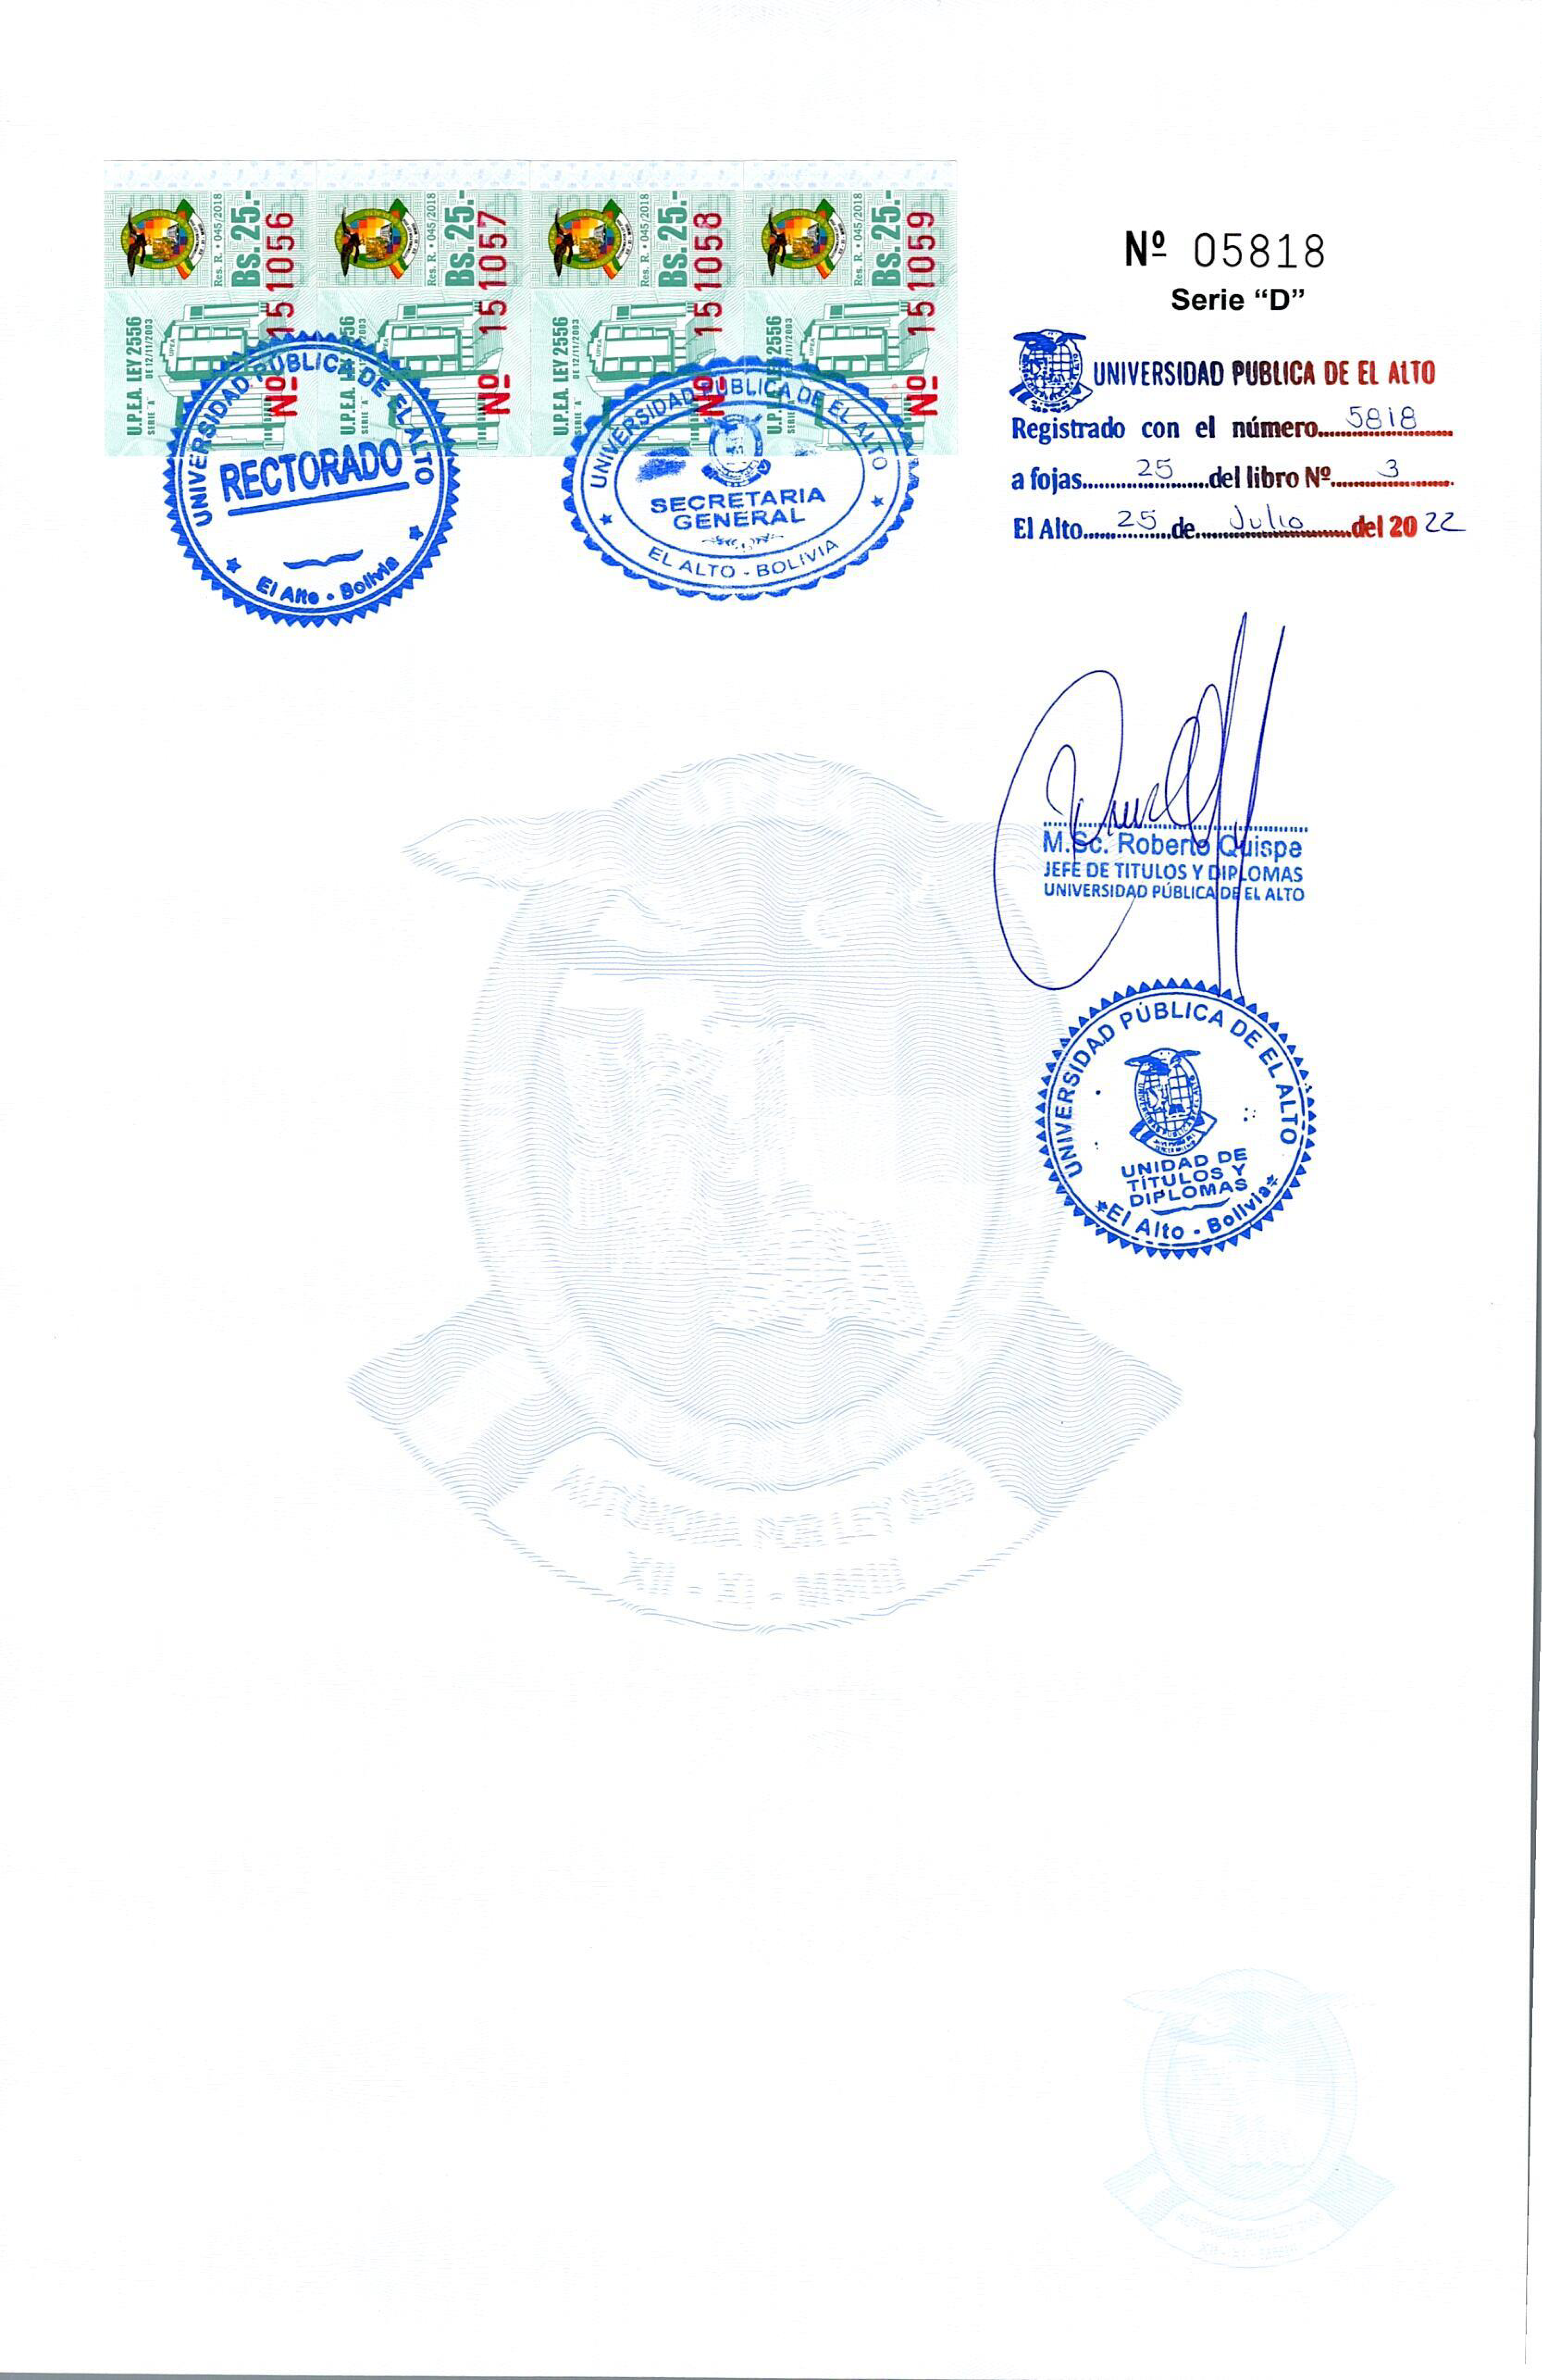 Res. R. • 045/2018
Bs. 25.-
Nº 151056
U.P.E.A. LEY 2556
SERIE "A" DE 12/11/2003
Res. R. • 045/2018
Bs. 25.-
Nº 151057
U.P.E.A. LEY 2556
SERIE "A" DE 12/11/2003
Res. R. • 045/2018
Bs. 25.-
Nº 151058
U.P.E.A. LEY 2556
SERIE "A" DE 12/11/2003
Res. R. • 045/2018
Bs. 25.-
Nº 151059
U.P.E.A. LEY 2556
SERIE "A" DE 12/11/2003
UNIVERSIDAD PÚBLICA DE EL ALTO
RECTORADO
El Alto - Bolivia
UNIVERSIDAD PÚBLICA DE EL ALTO
SECRETARIA
GENERAL
EL ALTO - BOLIVIA
Nº 05818
Serie “D”
UNIVERSIDAD PUBLICA DE EL ALTO
Registrado con el número 5818
a fojas 25 del libro Nº 3
El Alto 25 de Julio del 2022
M.Sc. Roberto Quispe
JEFE DE TITULOS Y DIPLOMAS
UNIVERSIDAD PÚBLICA DE EL ALTO
UNIVERSIDAD PÚBLICA DE EL ALTO
UNIDAD DE
TÍTULOS Y
DIPLOMAS
El Alto - Bolivia
AUTÓNOMA POR LEY 2556
XII - XI - MMIII